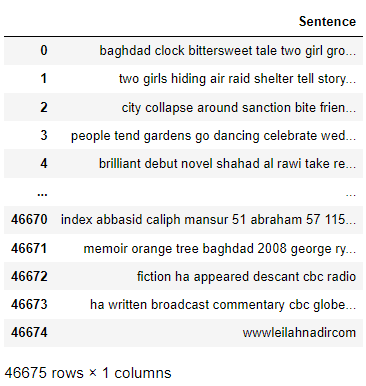 Sentence
0 baghdad clock bittersweet tale two girl gro...
1 two girls hiding air raid shelter tell story...
2 city collapse around sanction bite frien...
3 people tend gardens go dancing celebrate wed...
4 brilliant debut novel shahad al rawi take re...
... ...
46670 index abbasid caliph mansur 51 abraham 57 115...
46671 memoir orange tree baghdad 2008 george ry...
46672 fiction ha appeared descant cbc radio
46673 ha written broadcast commentary cbc globe...
46674 wwwleilahnadircom
46675 rows × 1 columns